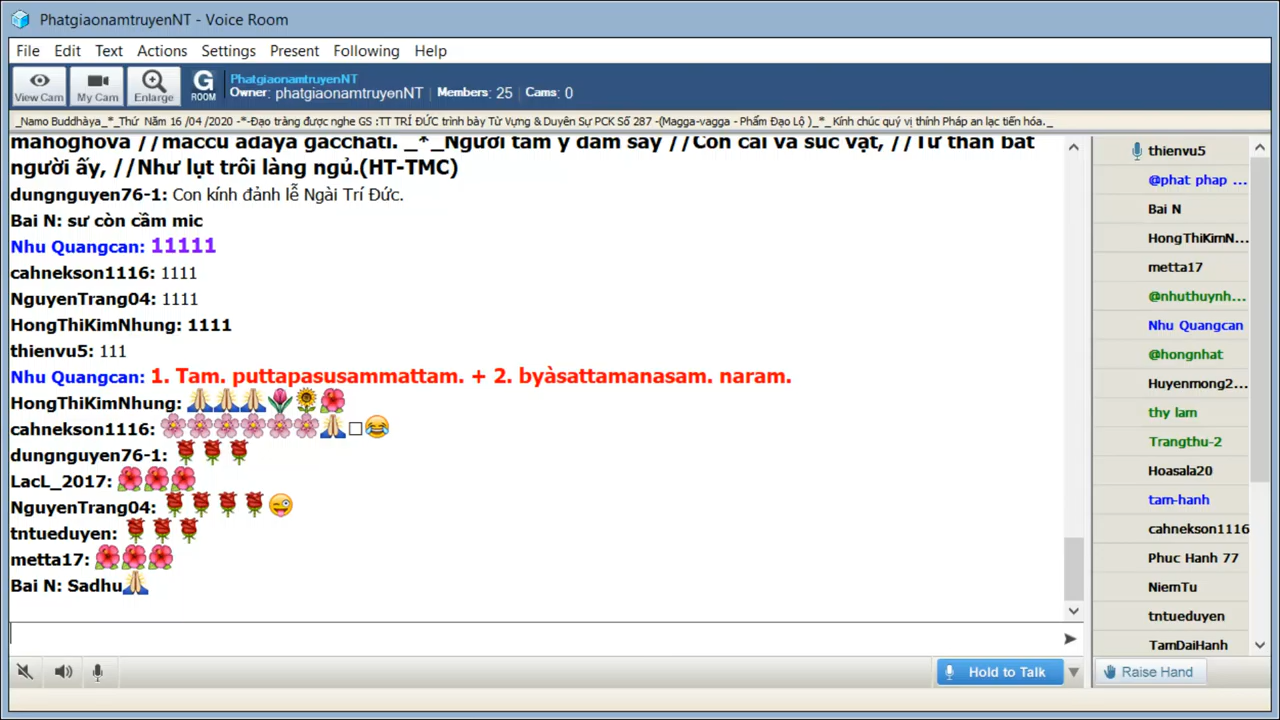 PhatgiaonamtruyenNT - Voice Room
File Edit Text Actions Settings Present Following Help
View Cam My Cam Enlarge G ROOM PhatgiaonamtruyenNT
Owner: phatgiaonamtruyenNT Members: 25 Cams: 0
_Namo Buddhàya_*_Thứ Năm 16 /04 /2020 -*-Đạo tràng được nghe GS :TT TRÍ ĐỨC trình bày Từ Vựng & Duyên Sự PCK Số 287 -(Magga-vagga - Phẩm Đạo Lộ )_*_ Kính chúc quý vị thính Pháp an lạc tiến hóa._
mahoghova //maccu àdàya gacchati. _*_Người tâm ý đắm say //Con cái và súc vật, //Tử thần bắt
người ấy, //Như lụt trôi làng ngủ.(HT-TMC)
dungnguyen76-1: Con kính đảnh lễ Ngài Trí Đức.
Bai N: sư còn cầm mic
Nhu Quangcan: 11111
cahnekson1116: 1111
NguyenTrang04: 1111
HongThiKimNhung: 1111
thienvu5: 111
Nhu Quangcan: 1. Tam. puttapasusammattam. + 2. byàsattamanasam. naram.
HongThiKimNhung: 🙏🙏🙏🌷🌻🌺
cahnekson1116: 🌸🌸🌸🌸🌸🌸🙏□😂
dungnguyen76-1: 🌹🌹🌹
LacL_2017: 🌺🌺🌺
NguyenTrang04: 🌹🌹🌹🌹😜
tntueduyen: 🌹🌹🌹
metta17: 🌺🌺🌺
Bai N: Sadhu🙏
thienvu5
@phat phap ...
Bai N
HongThiKimN...
metta17
@nhuthuynh...
Nhu Quangcan
@hongnhat
Huyenmong2...
thy lam
Trangthu-2
Hoasala20
tam-hanh
cahnekson1116
Phuc Hanh 77
NiemTu
tntueduyen
TamDaiHanh
Hold to Talk
Raise Hand